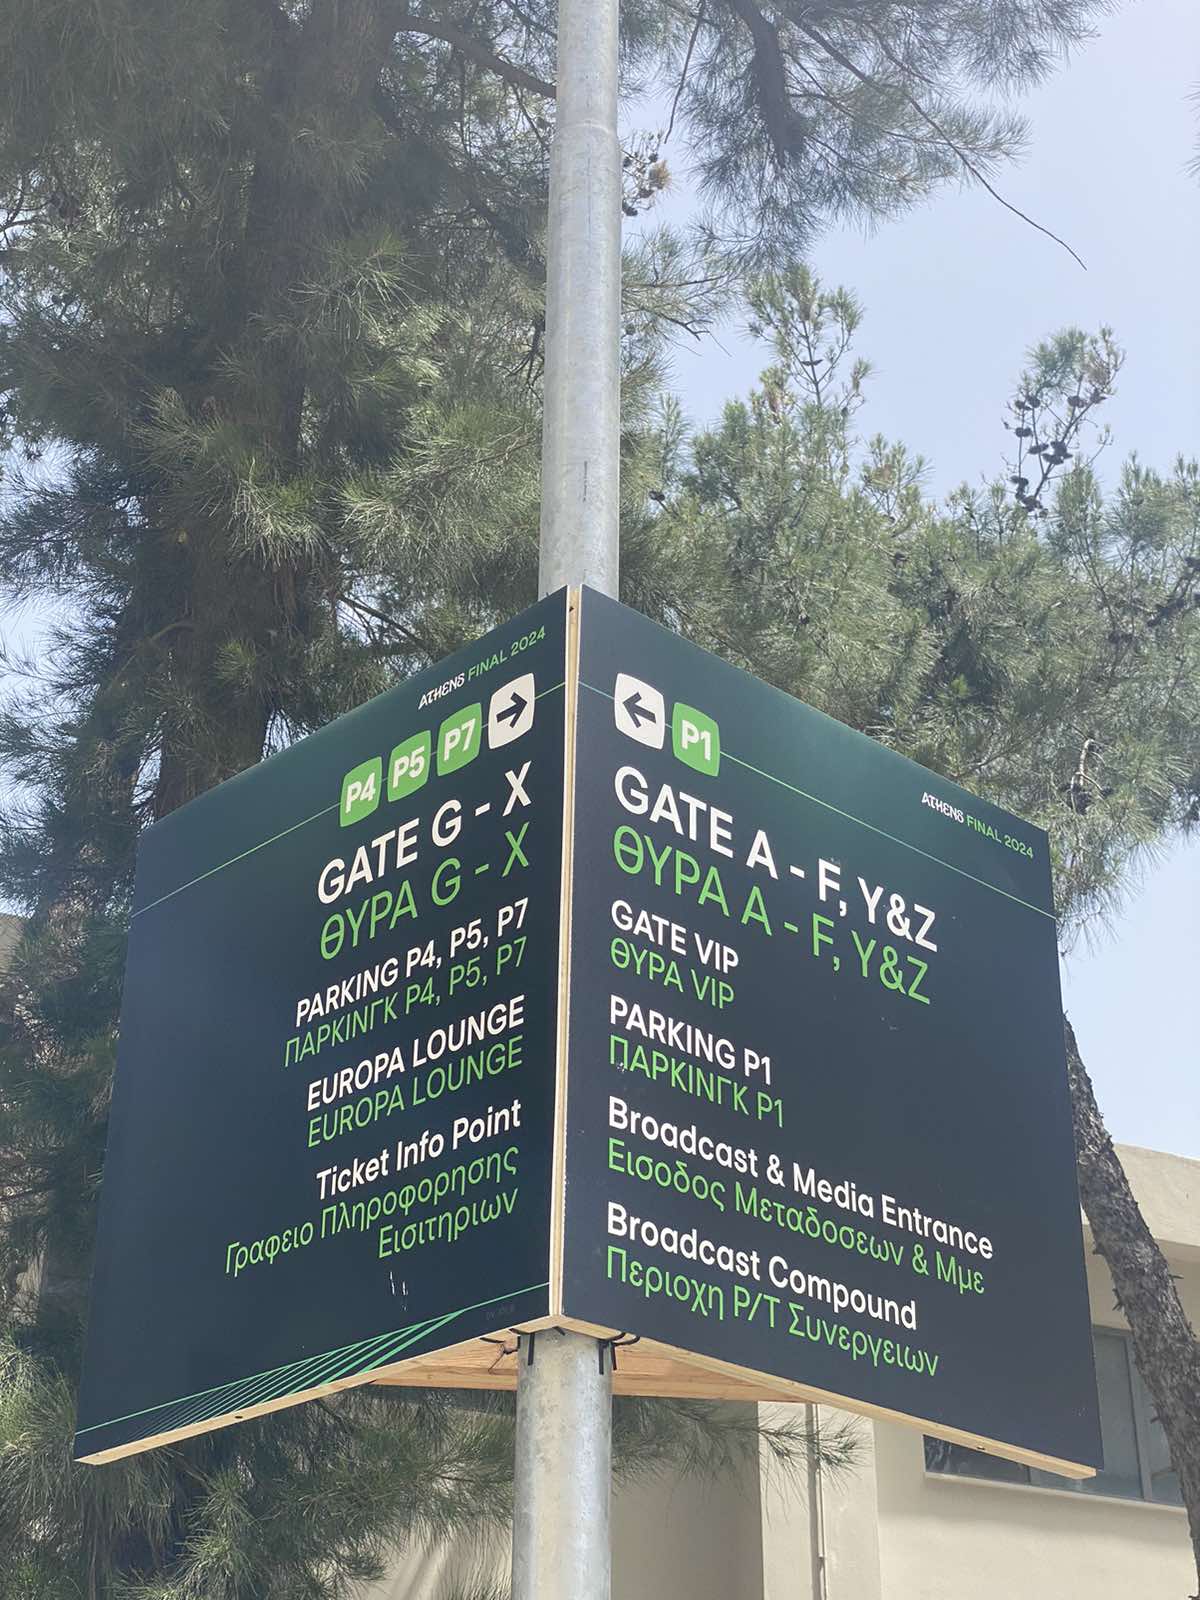 ATHENS FINAL 2024
P4 P5 P7 →
GATE G - X
ΘΥΡΑ G - X
PARKING P4, P5, P7
ΠΑΡΚΙΝΓΚ P4, P5, P7
EUROPA LOUNGE
EUROPA LOUNGE
Ticket Info Point
Γραφειο Πληροφορησης
Εισιτηριων
← P1
ATHENS FINAL 2024
GATE A - F, Y&Z
ΘΥΡΑ A - F, Y&Z
GATE VIP
ΘΥΡΑ VIP
PARKING P1
ΠΑΡΚΙΝΓΚ P1
Broadcast & Media Entrance
Εισοδος Μεταδοσεων & Μμε
Broadcast Compound
Περιοχη Ρ/Τ Συνεργειων